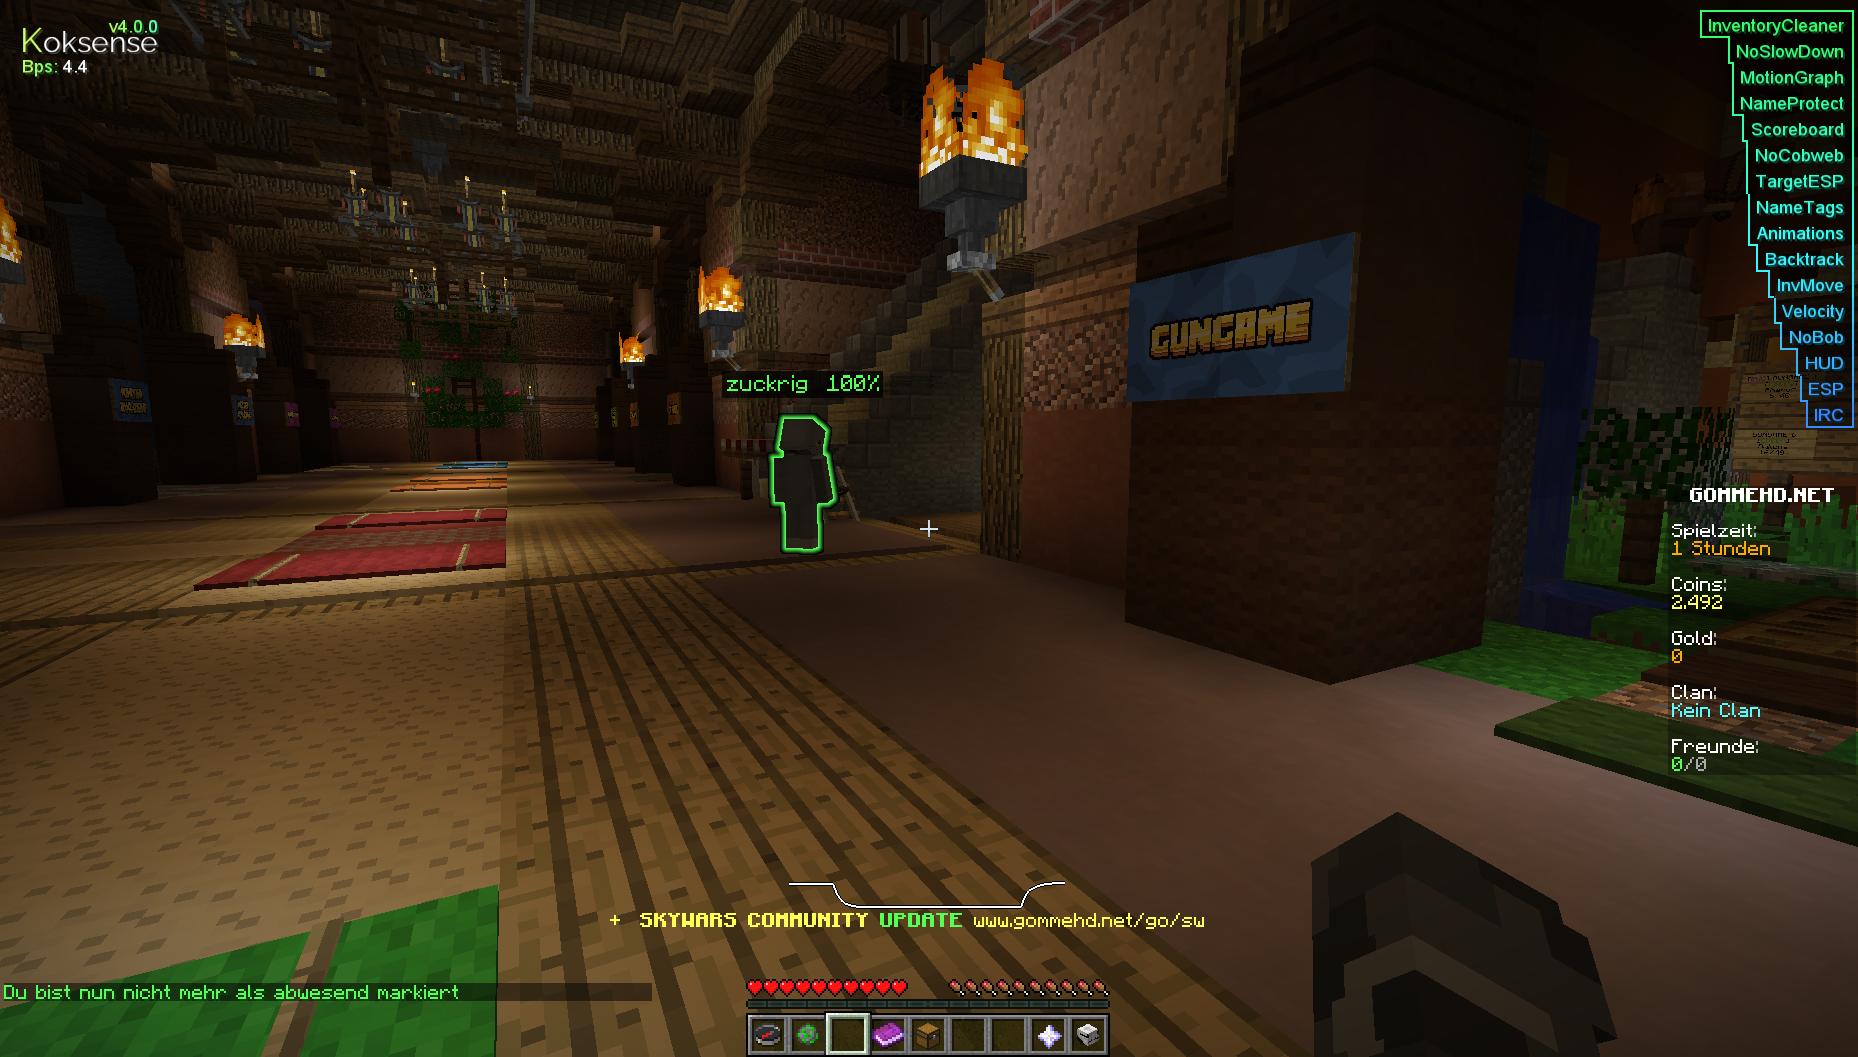 v4.0.0
Koksense
Bps: 4.4
InventoryCleaner
NoSlowDown
MotionGraph
NameProtect
Scoreboard
NoCobweb
TargetESP
NameTags
Animations
Backtrack
InvMove
Velocity
NoBob
HUD
ESP
IRC
GUNGAME
zuckrig 100%
GOMMEHD.NET
Spielzeit:
1 Stunden
Coins:
2.492
Gold:
0
Clan:
Kein Clan
Freunde:
0/0
+ SKYWARS COMMUNITY UPDATE www.gommehd.net/go/sw
Du bist nun nicht mehr als abwesend markiert